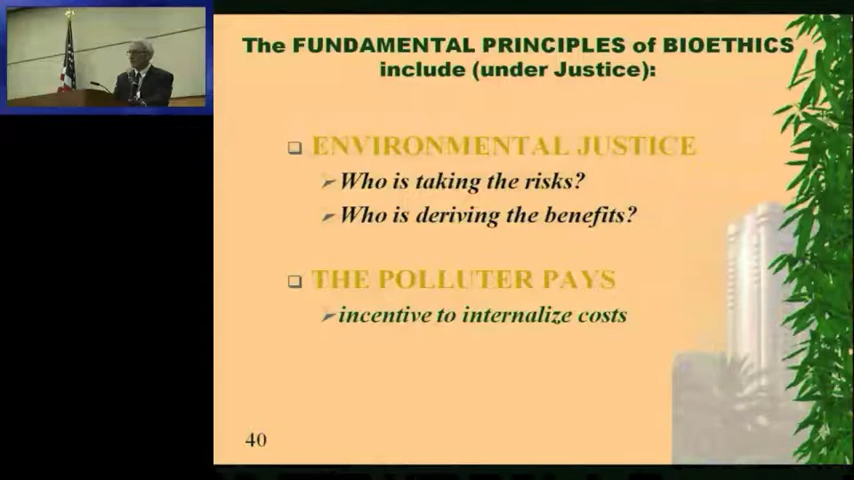 The FUNDAMENTAL PRINCIPLES of BIOETHICS
include (under Justice):
ENVIRONMENTAL JUSTICE
Who is taking the risks?
Who is deriving the benefits?
THE POLLUTER PAYS
incentive to internalize costs
40